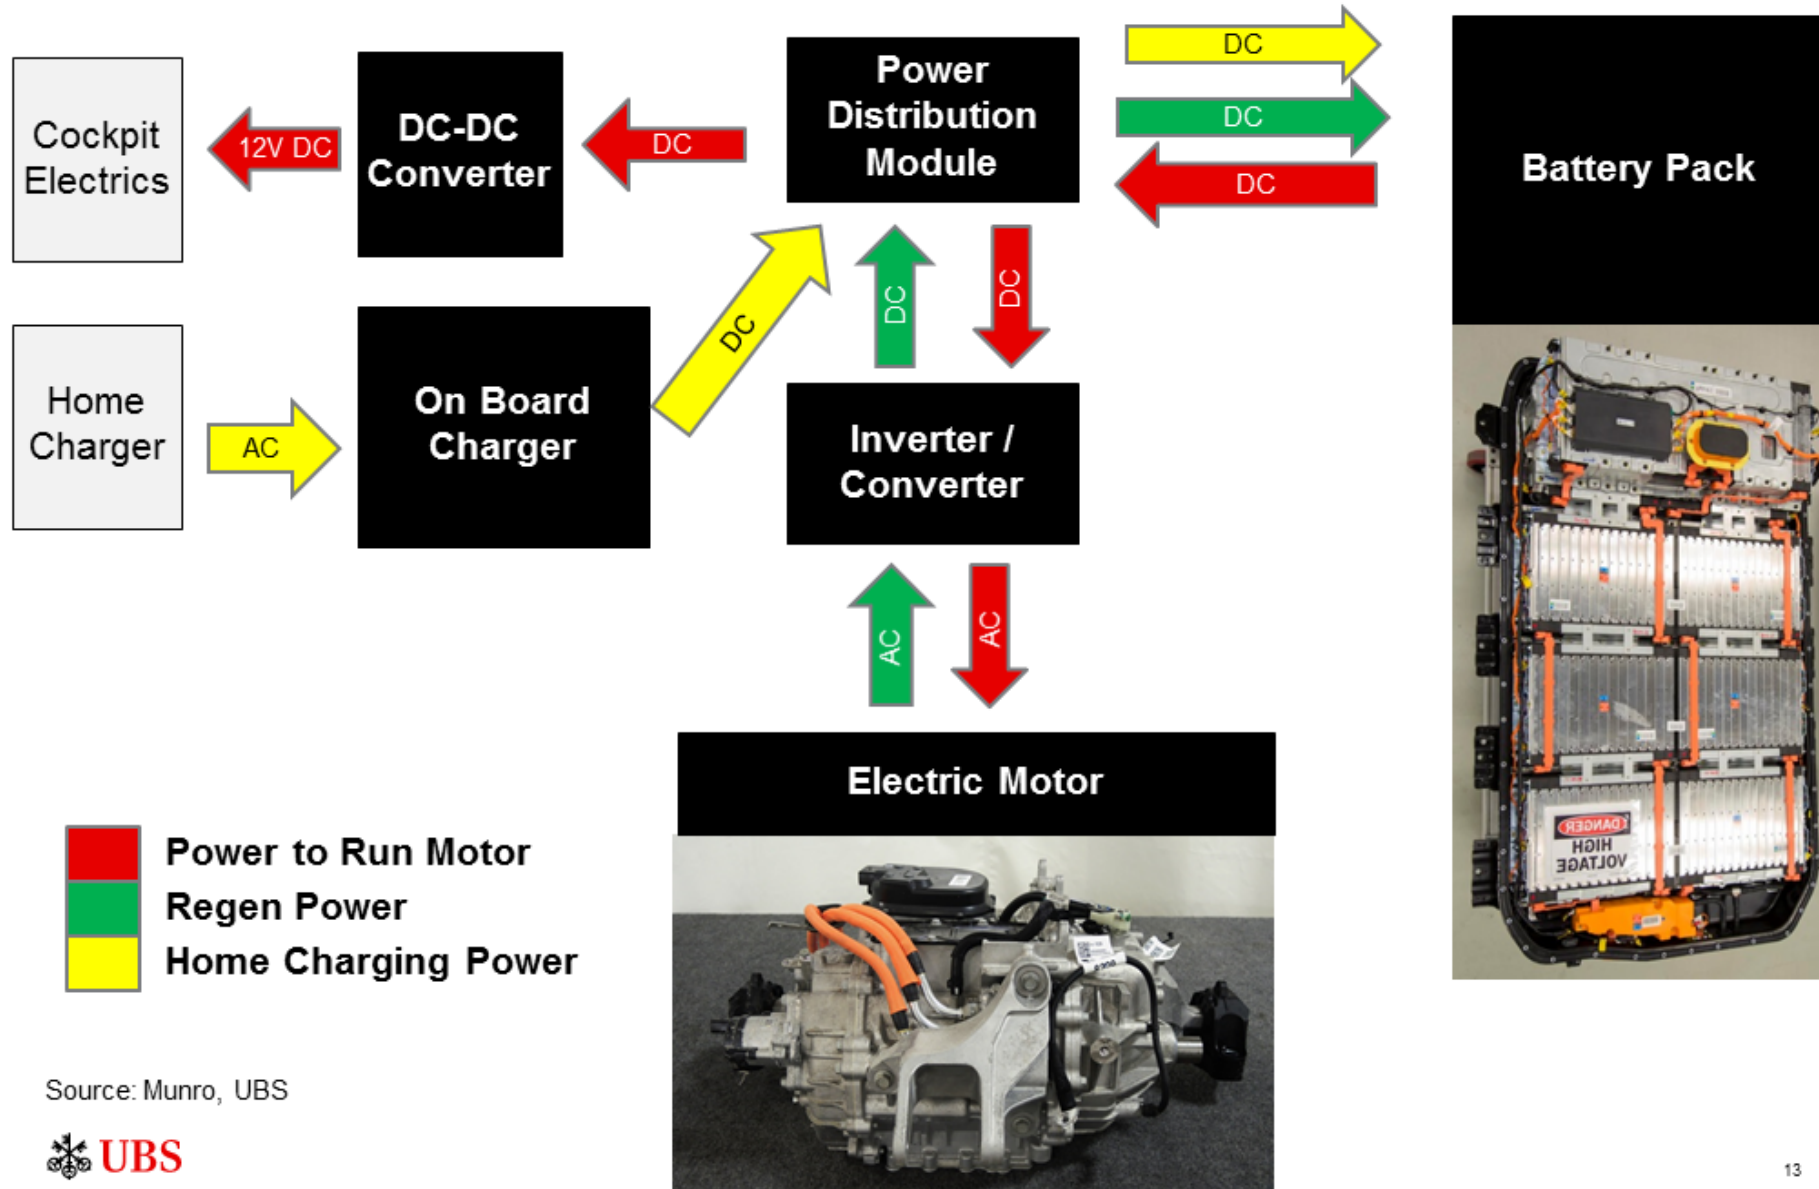 Cockpit
Electrics
12V DC
DC-DC
Converter
DC
Power
Distribution
Module
DC
DC
DC
Battery Pack
Home
Charger
AC
On Board
Charger
DC
DC
DC
Inverter /
Converter
AC
AC
Electric Motor
DANGER
HIGH
VOLTAGE
Power to Run Motor
Regen Power
Home Charging Power
Source: Munro, UBS
UBS
13